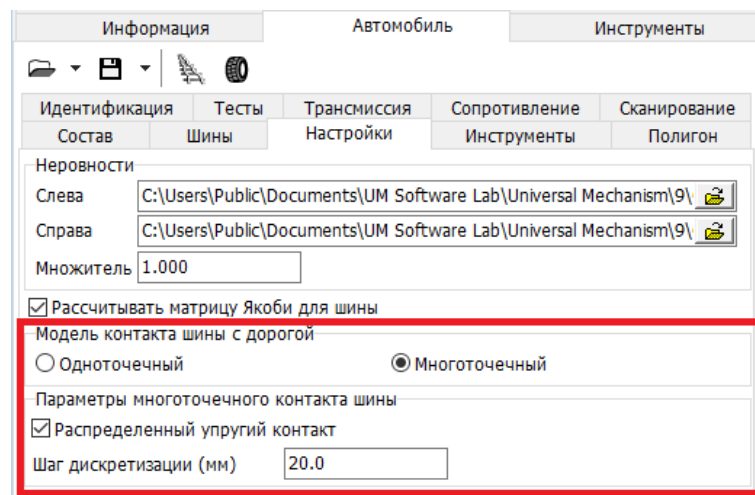 Информация Автомобиль Инструменты
Идентификация Тесты Трансмиссия Сопротивление Сканирование
Состав Шины Настройки Инструменты Полигон
Неровности
Слева C:\Users\Public\Documents\UM Software Lab\Universal Mechanism\9\
Справа C:\Users\Public\Documents\UM Software Lab\Universal Mechanism\9\
Множитель 1.000
Рассчитывать матрицу Якоби для шины
Модель контакта шины с дорогой
Одноточечный Многоточечный
Параметры многоточечного контакта шины
Распределенный упругий контакт
Шаг дискретизации (мм) 20.0